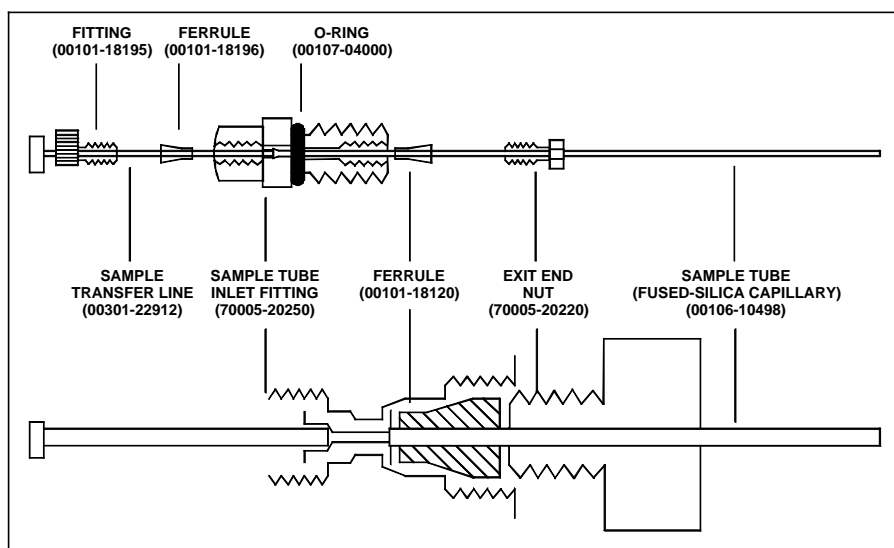 FITTING
(00101-18195)
FERRULE
(00101-18196)
O-RING
(00107-04000)
SAMPLE
TRANSFER LINE
(00301-22912)
SAMPLE TUBE
INLET FITTING
(70005-20250)
FERRULE
(00101-18120)
EXIT END
NUT
(70005-20220)
SAMPLE TUBE
(FUSED-SILICA CAPILLARY)
(00106-10498)